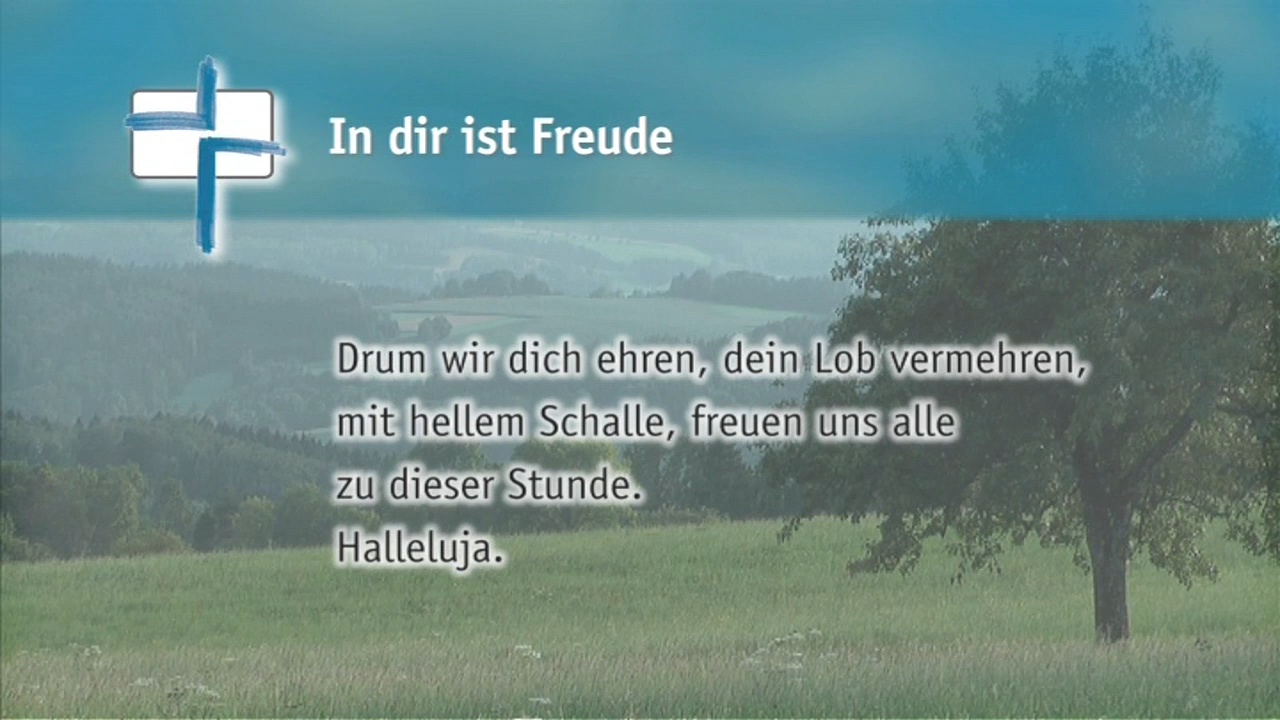 In dir ist Freude
Drum wir dich ehren, dein Lob vermehren,
mit hellem Schalle, freuen uns alle
zu dieser Stunde.
Halleluja.